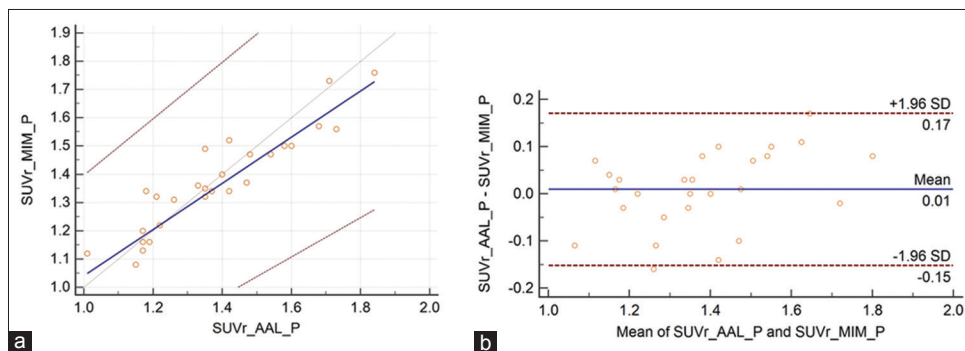 1.9
1.8
1.7
1.6
1.5
1.4
1.3
1.2
1.1
1.0
SUVr_MIM_P
1.0 1.2 1.4 1.6 1.8 2.0
SUVr_AAL_P
a
0.2
0.1
0.0
-0.1
-0.2
SUVr_AAL_P - SUVr_MIM_P
+1.96 SD
0.17
Mean
0.01
-1.96 SD
-0.15
1.0 1.2 1.4 1.6 1.8 2.0
Mean of SUVr_AAL_P and SUVr_MIM_P
b